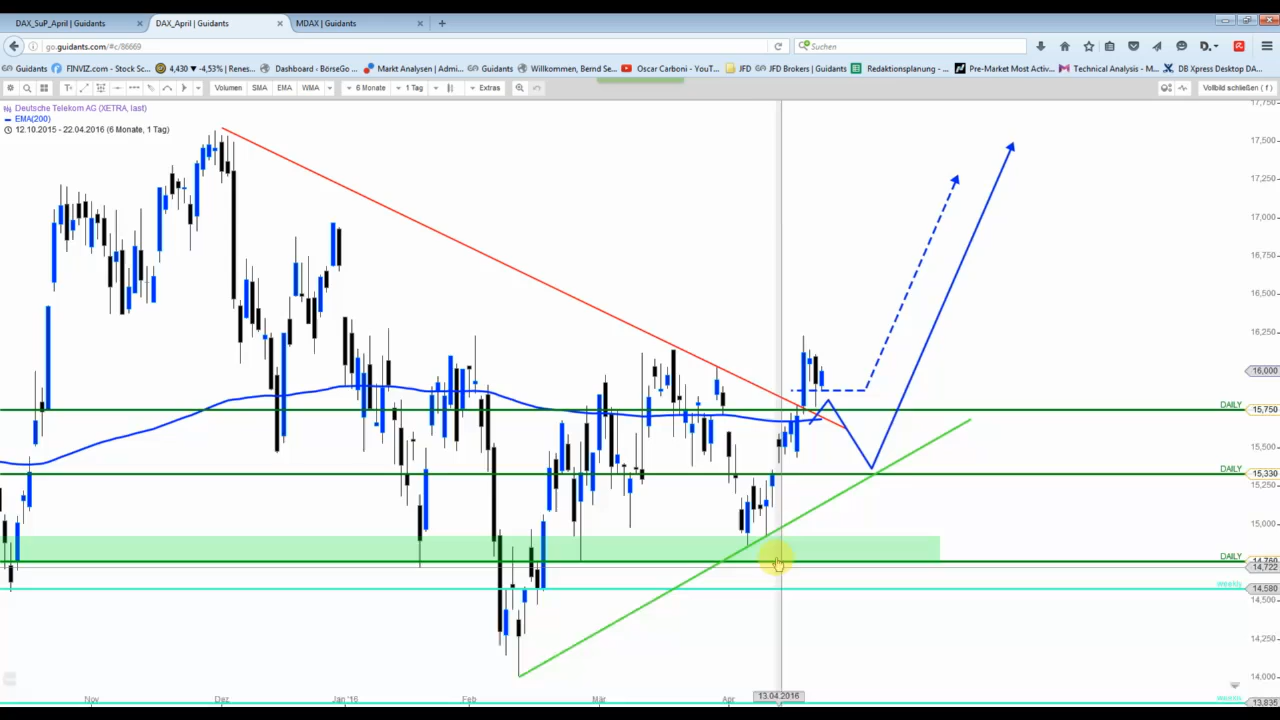 DAX_SuP_April | Guidants
DAX_April | Guidants
MDAX | Guidants
go.guidants.com/#c/86669
Suchen
Guidants
FINVIZ.com - Stock Sc...
4,430 ▼ -4,53% | Renes...
Dashboard - BörseGo ...
Markt Analysen | Admi...
Guidants
Willkommen, Bernd Se...
Oscar Carboni - YouT...
JFD
JFD Brokers | Guidants
Redaktionsplanung - ...
Pre-Market Most Activ...
Technical Analysis - M...
DB Xpress Desktop DA...
Volumen
SMA
EMA
WMA
6 Monate
1 Tag
Extras
Vollbild schließen ( f )
Deutsche Telekom AG (XETRA, last)
EMA(200)
12.10.2015 - 22.04.2016 (6 Monate, 1 Tag)
17,750
17,500
17,250
17,000
16,750
16,500
16,250
16,000
DAILY
15,750
15,500
DAILY
15,330
15,250
15,000
DAILY
14,722
Weekly
14,580
14,500
14,250
14,000
Weekly
13,835
Nov
Dez
Jan '16
Feb
Mär
Apr
13.04.2016